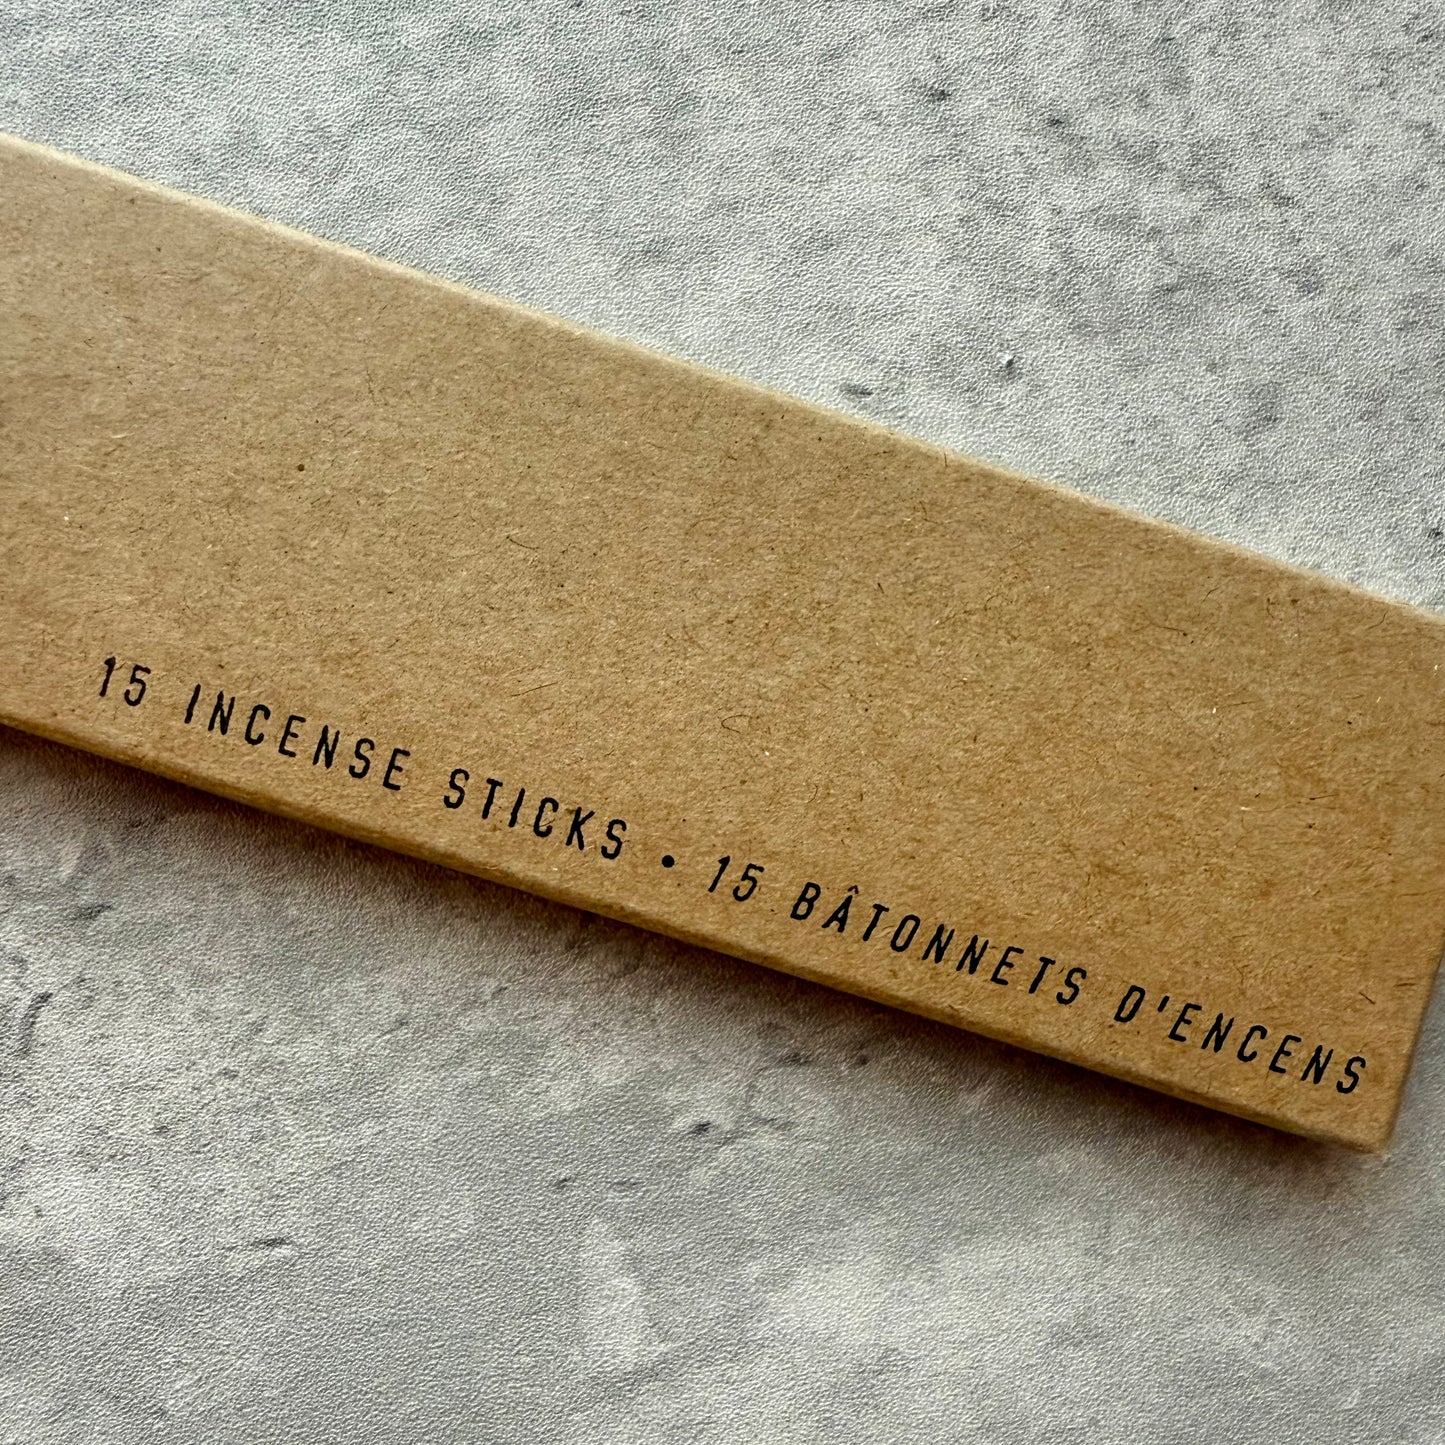 15 INCENSE STICKS • 15 BÂTONNETS D'ENCENS